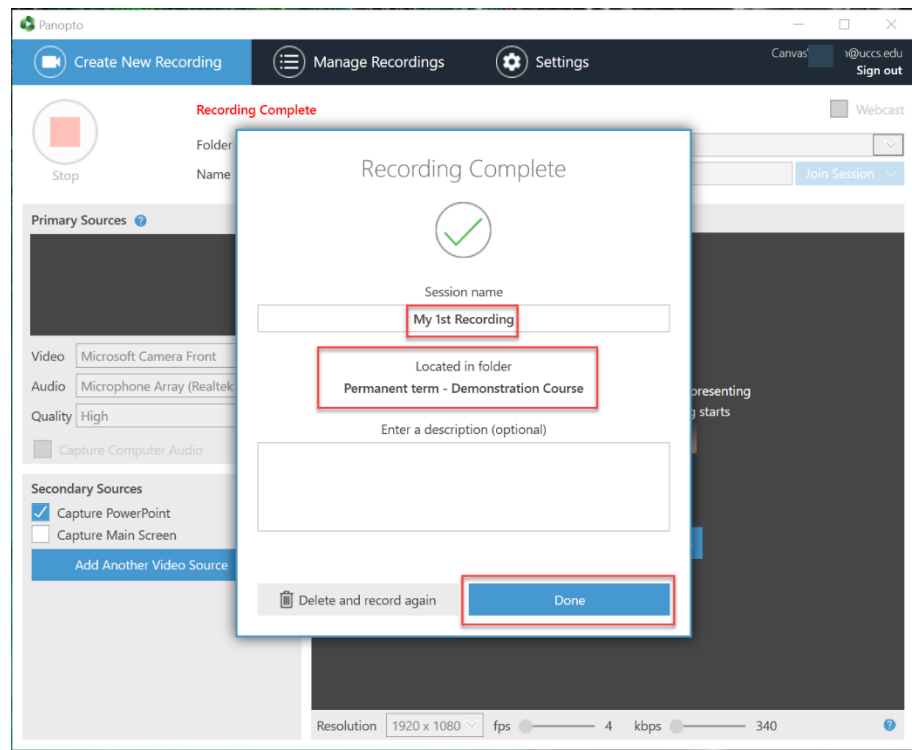 Panopto
Create New Recording
Manage Recordings
Settings
Canvas
@uccs.edu
Sign out
Recording Complete
Webcast
Folder
Stop
Name
Join Session
Primary Sources
Recording Complete
Session name
My 1st Recording
Located in folder
Permanent term - Demonstration Course
Enter a description (optional)
Delete and record again
Done
Video Microsoft Camera Front
Audio Microphone Array (Realtek
Quality High
Capture Computer Audio
Secondary Sources
Capture PowerPoint
Capture Main Screen
Add Another Video Source
presenting
starts
Resolution 1920 x 1080 fps 4 kbps 340